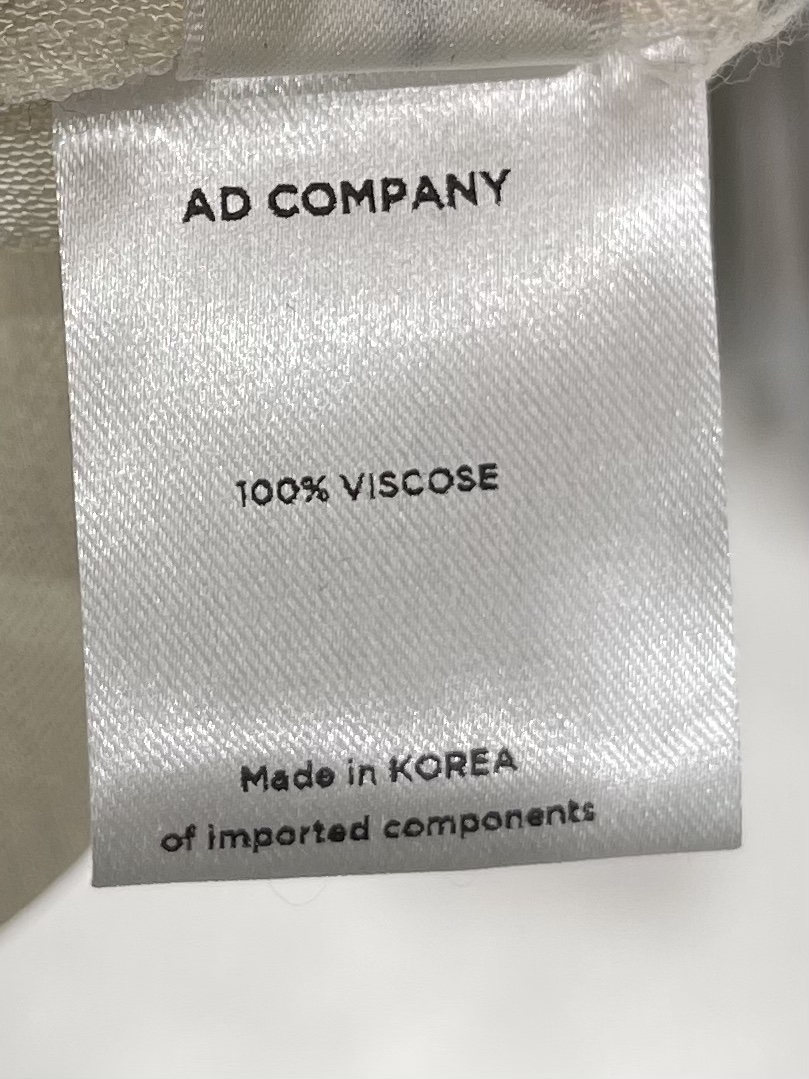 AD COMPANY
100% VISCOSE
Made in KOREA
of imported components